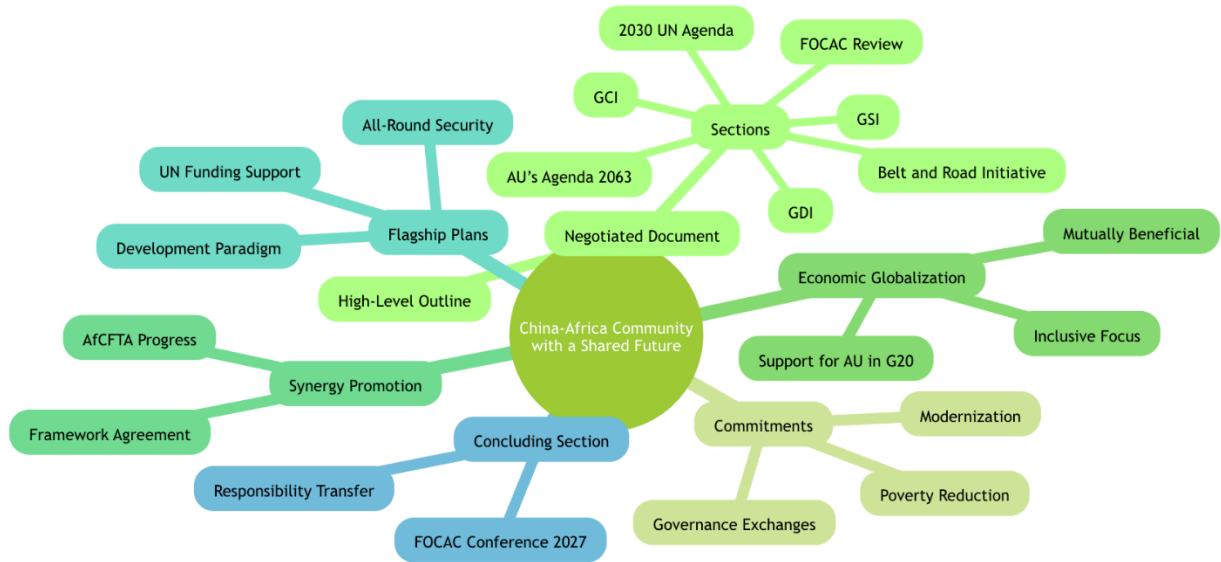 2030 UN Agenda
FOCAC Review
GCI
GSI
Sections
All-Round Security
AU's Agenda 2063
Belt and Road Initiative
UN Funding Support
GDI
Flagship Plans
Negotiated Document
Mutually Beneficial
Development Paradigm
Economic Globalization
High-Level Outline
China-Africa Community
with a Shared Future
AfCFTA Progress
Inclusive Focus
Support for AU in G20
Synergy Promotion
Modernization
Commitments
Framework Agreement
Concluding Section
Responsibility Transfer
Poverty Reduction
Governance Exchanges
FOCAC Conference 2027